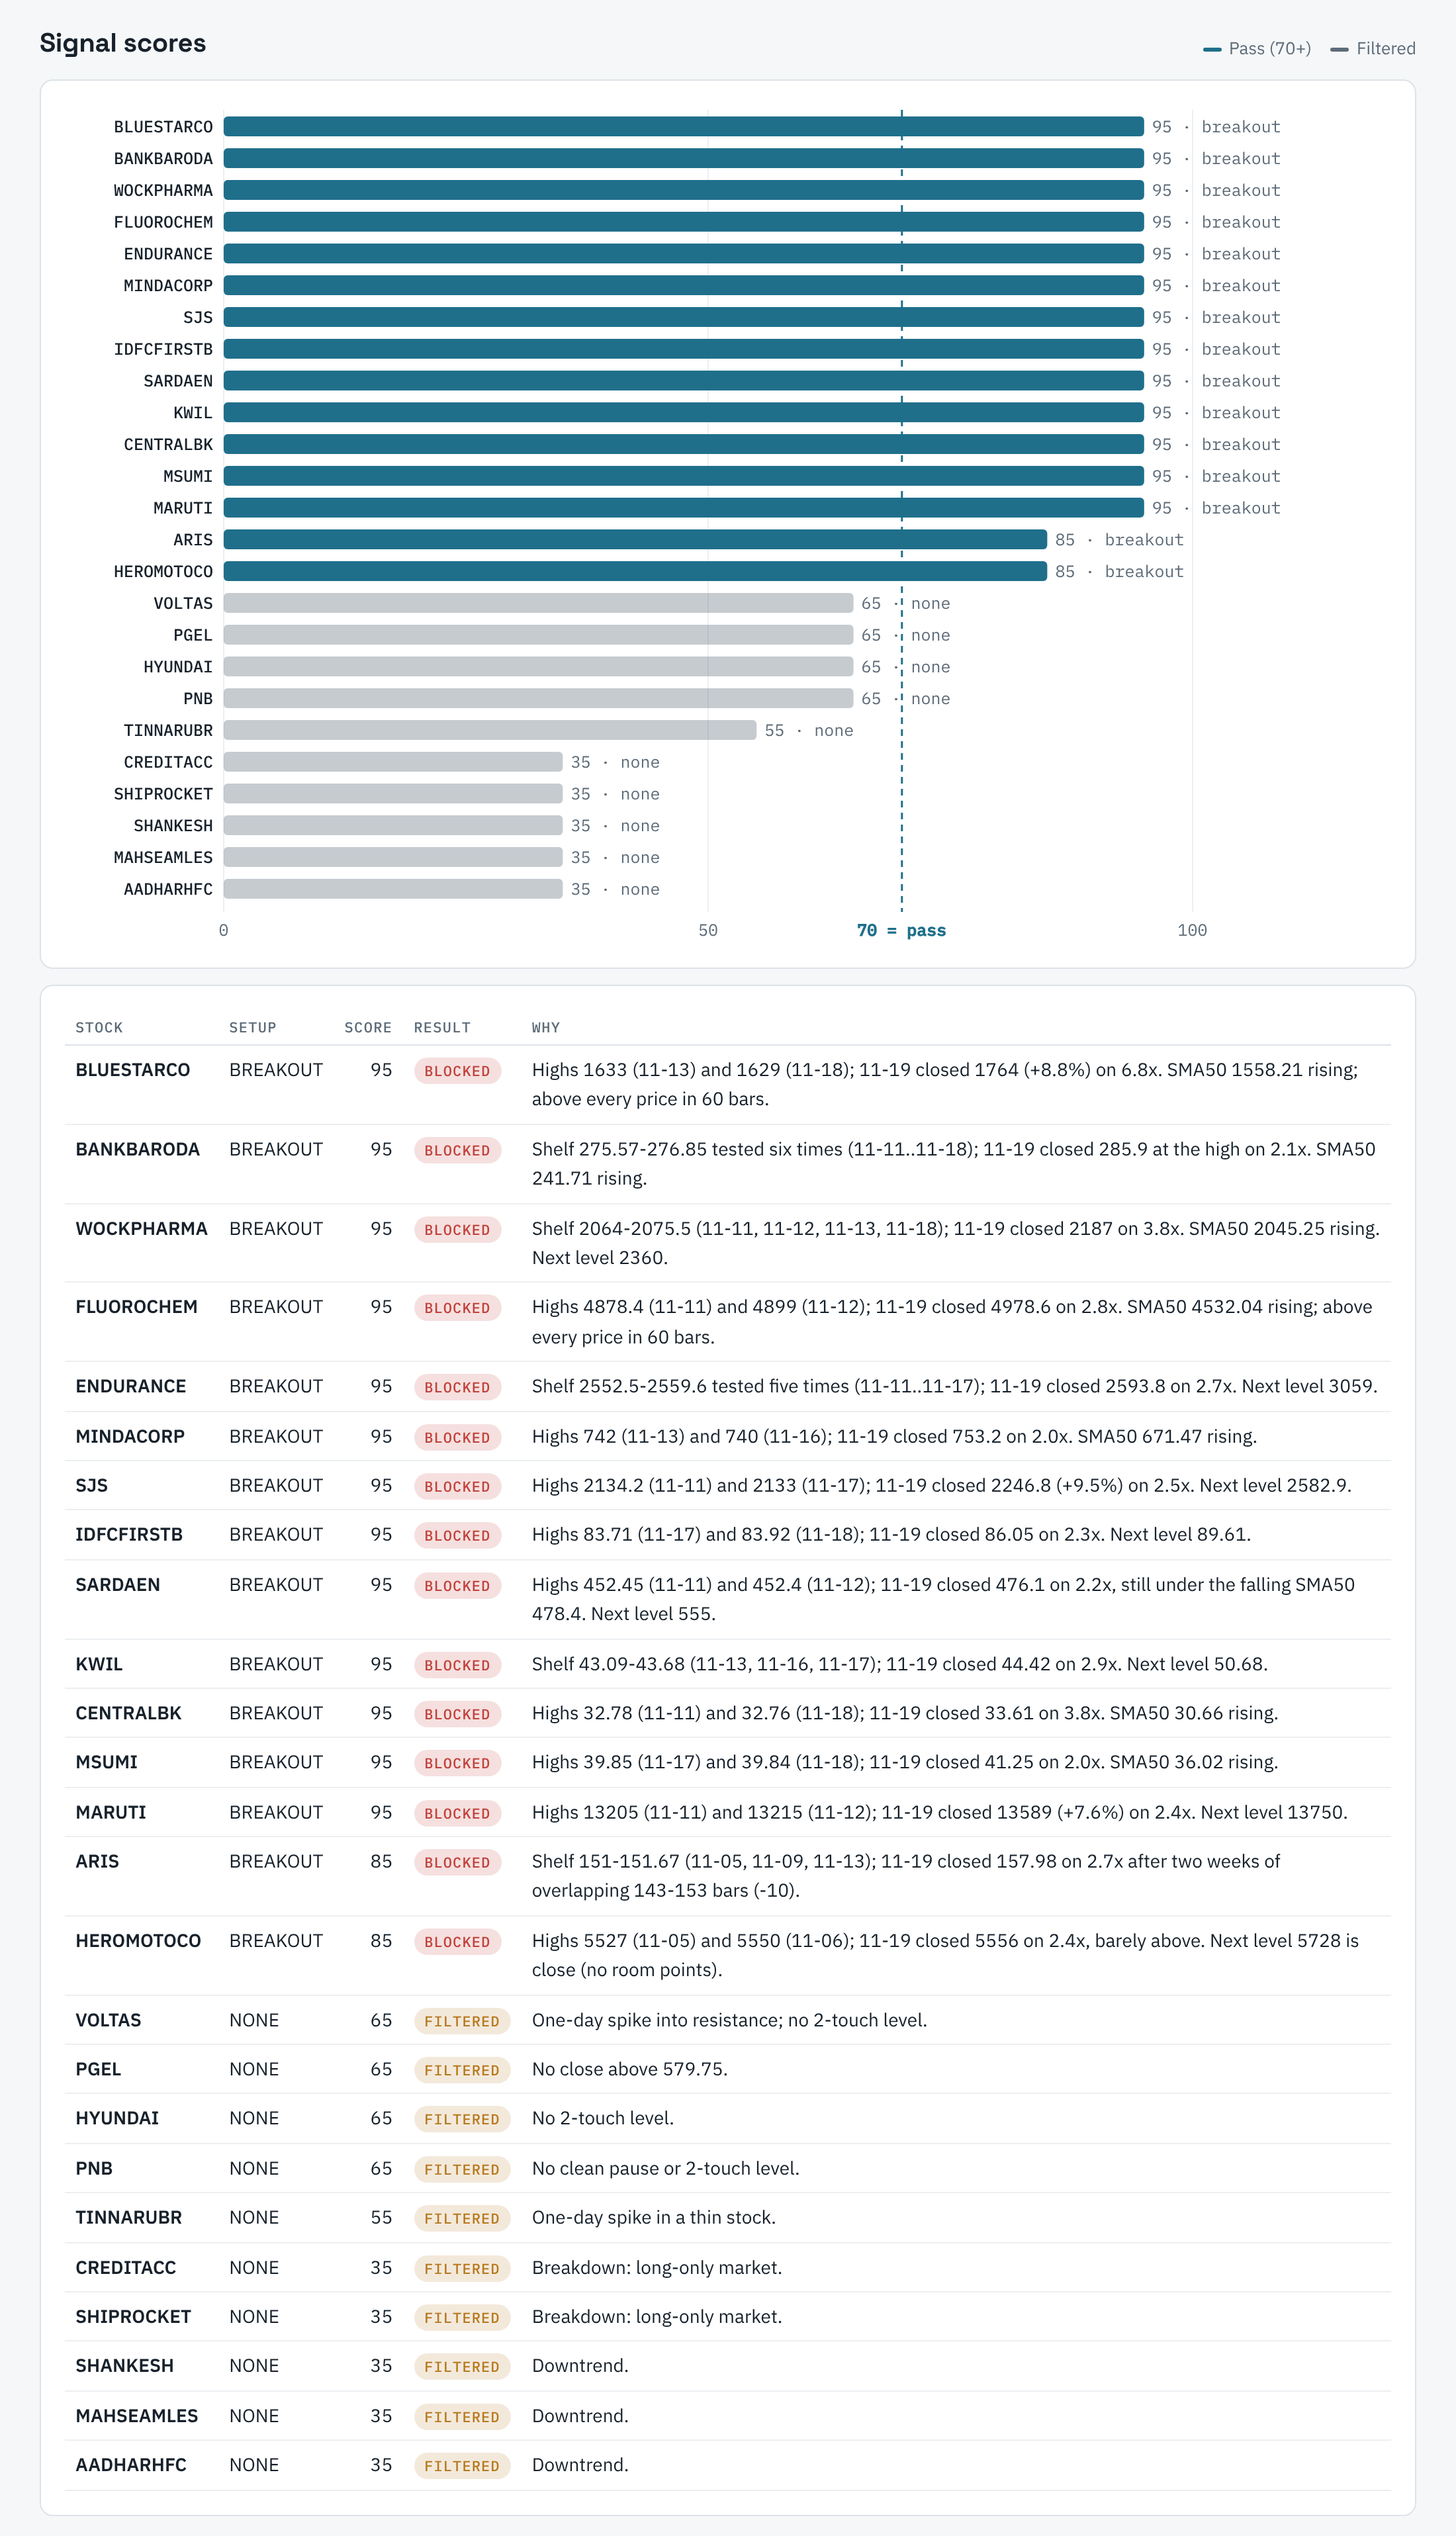 Signal scores
Pass (70+) Filtered
BLUESTARCO 95 · breakout
BANKBARODA 95 · breakout
WOCKPHARMA 95 · breakout
FLUOROCHEM 95 · breakout
ENDURANCE 95 · breakout
MINDACORP 95 · breakout
SJS 95 · breakout
IDFCFIRSTB 95 · breakout
SARDAEN 95 · breakout
KWIL 95 · breakout
CENTRALBK 95 · breakout
MSUMI 95 · breakout
MARUTI 95 · breakout
ARIS 85 · breakout
HEROMOTOCO 85 · breakout
VOLTAS 65 · none
PGEL 65 · none
HYUNDAI 65 · none
PNB 65 · none
TINNARUBR 55 · none
CREDITACC 35 · none
SHIPROCKET 35 · none
SHANKESH 35 · none
MAHSEAMLES 35 · none
AADHARHFC 35 · none
0 50 70 = pass 100
STOCK SETUP SCORE RESULT WHY
BLUESTARCO BREAKOUT 95 BLOCKED Highs 1633 (11-13) and 1629 (11-18); 11-19 closed 1764 (+8.8%) on 6.8x. SMA50 1558.21 rising;
above every price in 60 bars.
BANKBARODA BREAKOUT 95 BLOCKED Shelf 275.57-276.85 tested six times (11-11..11-18); 11-19 closed 285.9 at the high on 2.1x. SMA50
241.71 rising.
WOCKPHARMA BREAKOUT 95 BLOCKED Shelf 2064-2075.5 (11-11, 11-12, 11-13, 11-18); 11-19 closed 2187 on 3.8x. SMA50 2045.25 rising.
Next level 2360.
FLUOROCHEM BREAKOUT 95 BLOCKED Highs 4878.4 (11-11) and 4899 (11-12); 11-19 closed 4978.6 on 2.8x. SMA50 4532.04 rising; above
every price in 60 bars.
ENDURANCE BREAKOUT 95 BLOCKED Shelf 2552.5-2559.6 tested five times (11-11..11-17); 11-19 closed 2593.8 on 2.7x. Next level 3059.
MINDACORP BREAKOUT 95 BLOCKED Highs 742 (11-13) and 740 (11-16); 11-19 closed 753.2 on 2.0x. SMA50 671.47 rising.
SJS BREAKOUT 95 BLOCKED Highs 2134.2 (11-11) and 2133 (11-17); 11-19 closed 2246.8 (+9.5%) on 2.5x. Next level 2582.9.
IDFCFIRSTB BREAKOUT 95 BLOCKED Highs 83.71 (11-17) and 83.92 (11-18); 11-19 closed 86.05 on 2.3x. Next level 89.61.
SARDAEN BREAKOUT 95 BLOCKED Highs 452.45 (11-11) and 452.4 (11-12); 11-19 closed 476.1 on 2.2x, still under the falling SMA50
478.4. Next level 555.
KWIL BREAKOUT 95 BLOCKED Shelf 43.09-43.68 (11-13, 11-16, 11-17); 11-19 closed 44.42 on 2.9x. Next level 50.68.
CENTRALBK BREAKOUT 95 BLOCKED Highs 32.78 (11-11) and 32.76 (11-18); 11-19 closed 33.61 on 3.8x. SMA50 30.66 rising.
MSUMI BREAKOUT 95 BLOCKED Highs 39.85 (11-17) and 39.84 (11-18); 11-19 closed 41.25 on 2.0x. SMA50 36.02 rising.
MARUTI BREAKOUT 95 BLOCKED Highs 13205 (11-11) and 13215 (11-12); 11-19 closed 13589 (+7.6%) on 2.4x. Next level 13750.
ARIS BREAKOUT 85 BLOCKED Shelf 151-151.67 (11-05, 11-09, 11-13); 11-19 closed 157.98 on 2.7x after two weeks of
overlapping 143-153 bars (-10).
HEROMOTOCO BREAKOUT 85 BLOCKED Highs 5527 (11-05) and 5550 (11-06); 11-19 closed 5556 on 2.4x, barely above. Next level 5728 is
close (no room points).
VOLTAS NONE 65 FILTERED One-day spike into resistance; no 2-touch level.
PGEL NONE 65 FILTERED No close above 579.75.
HYUNDAI NONE 65 FILTERED No 2-touch level.
PNB NONE 65 FILTERED No clean pause or 2-touch level.
TINNARUBR NONE 55 FILTERED One-day spike in a thin stock.
CREDITACC NONE 35 FILTERED Breakdown: long-only market.
SHIPROCKET NONE 35 FILTERED Breakdown: long-only market.
SHANKESH NONE 35 FILTERED Downtrend.
MAHSEAMLES NONE 35 FILTERED Downtrend.
AADHARHFC NONE 35 FILTERED Downtrend.